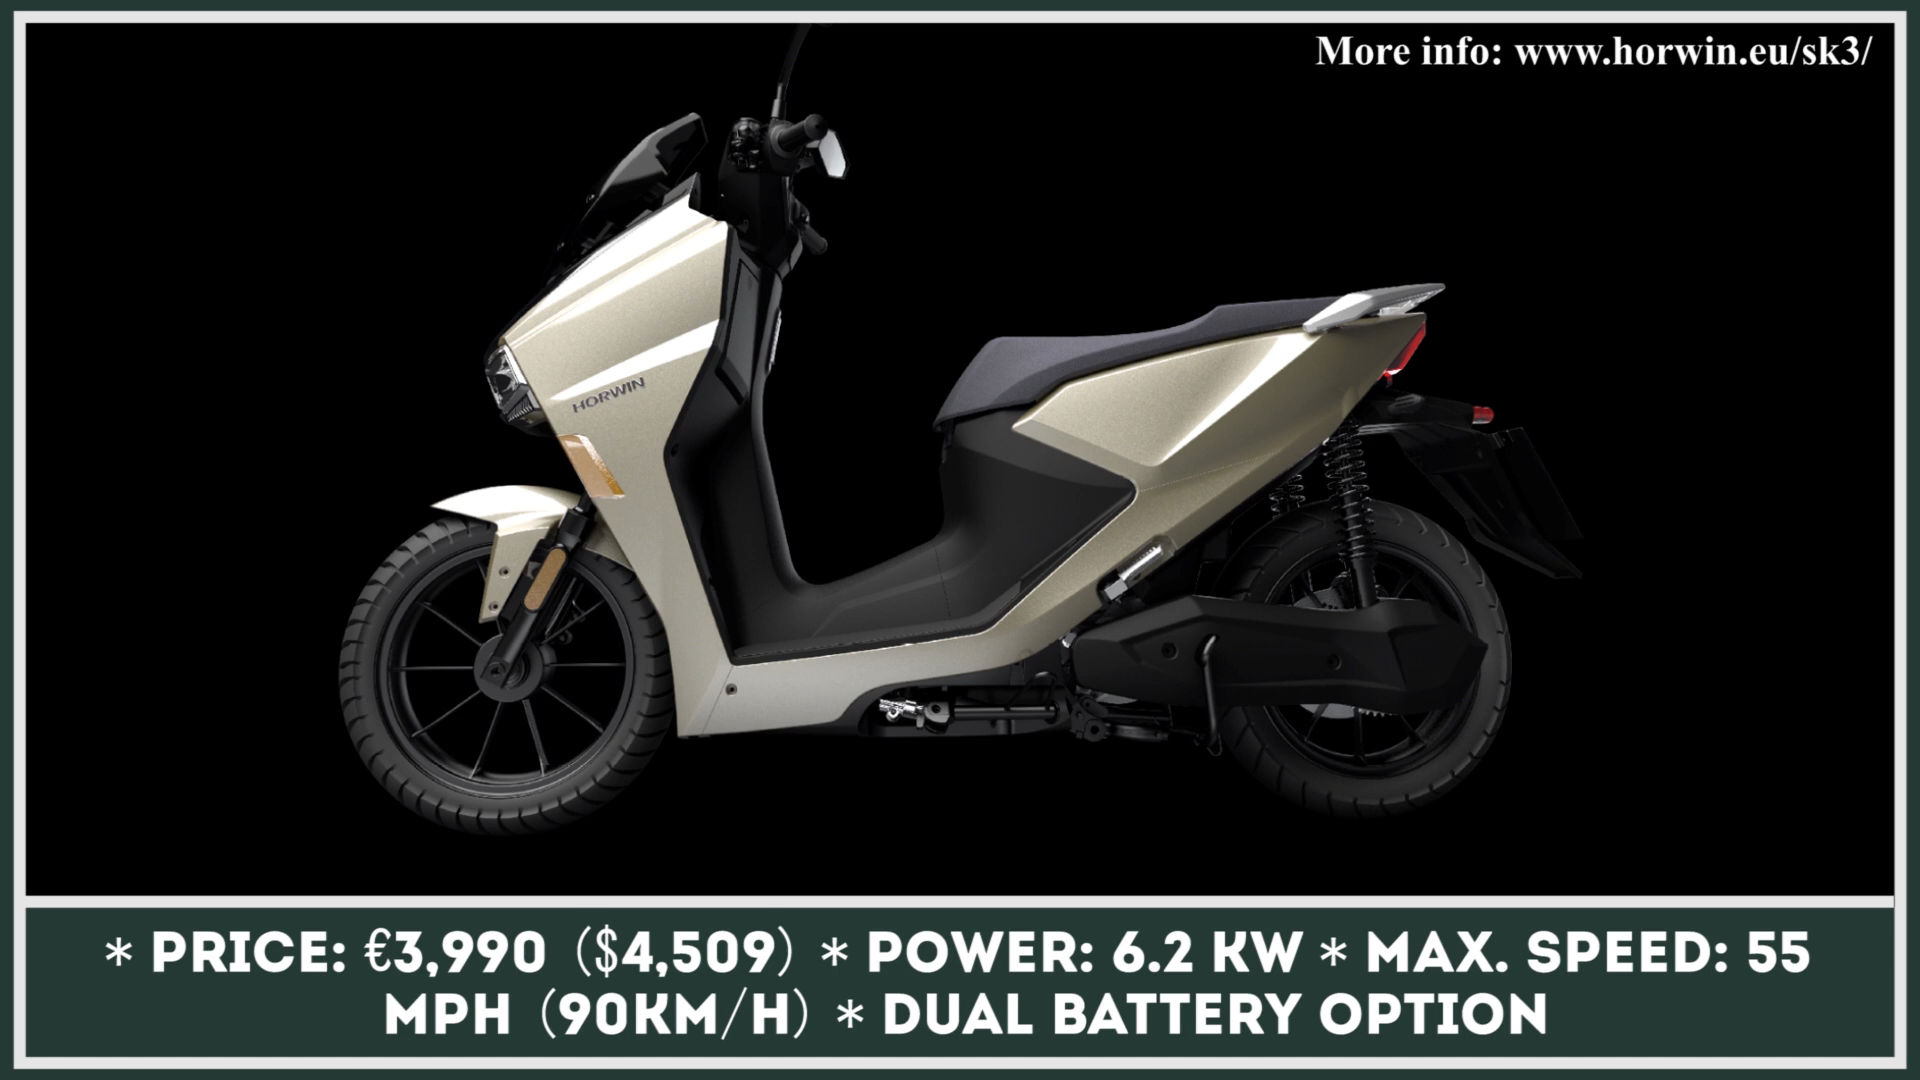 More info: www.horwin.eu/sk3/
HORWIN
* PRICE: €3,990 ($4,509) * POWER: 6.2 KW * MAX. SPEED: 55
MPH (90KM/H) * DUAL BATTERY OPTION